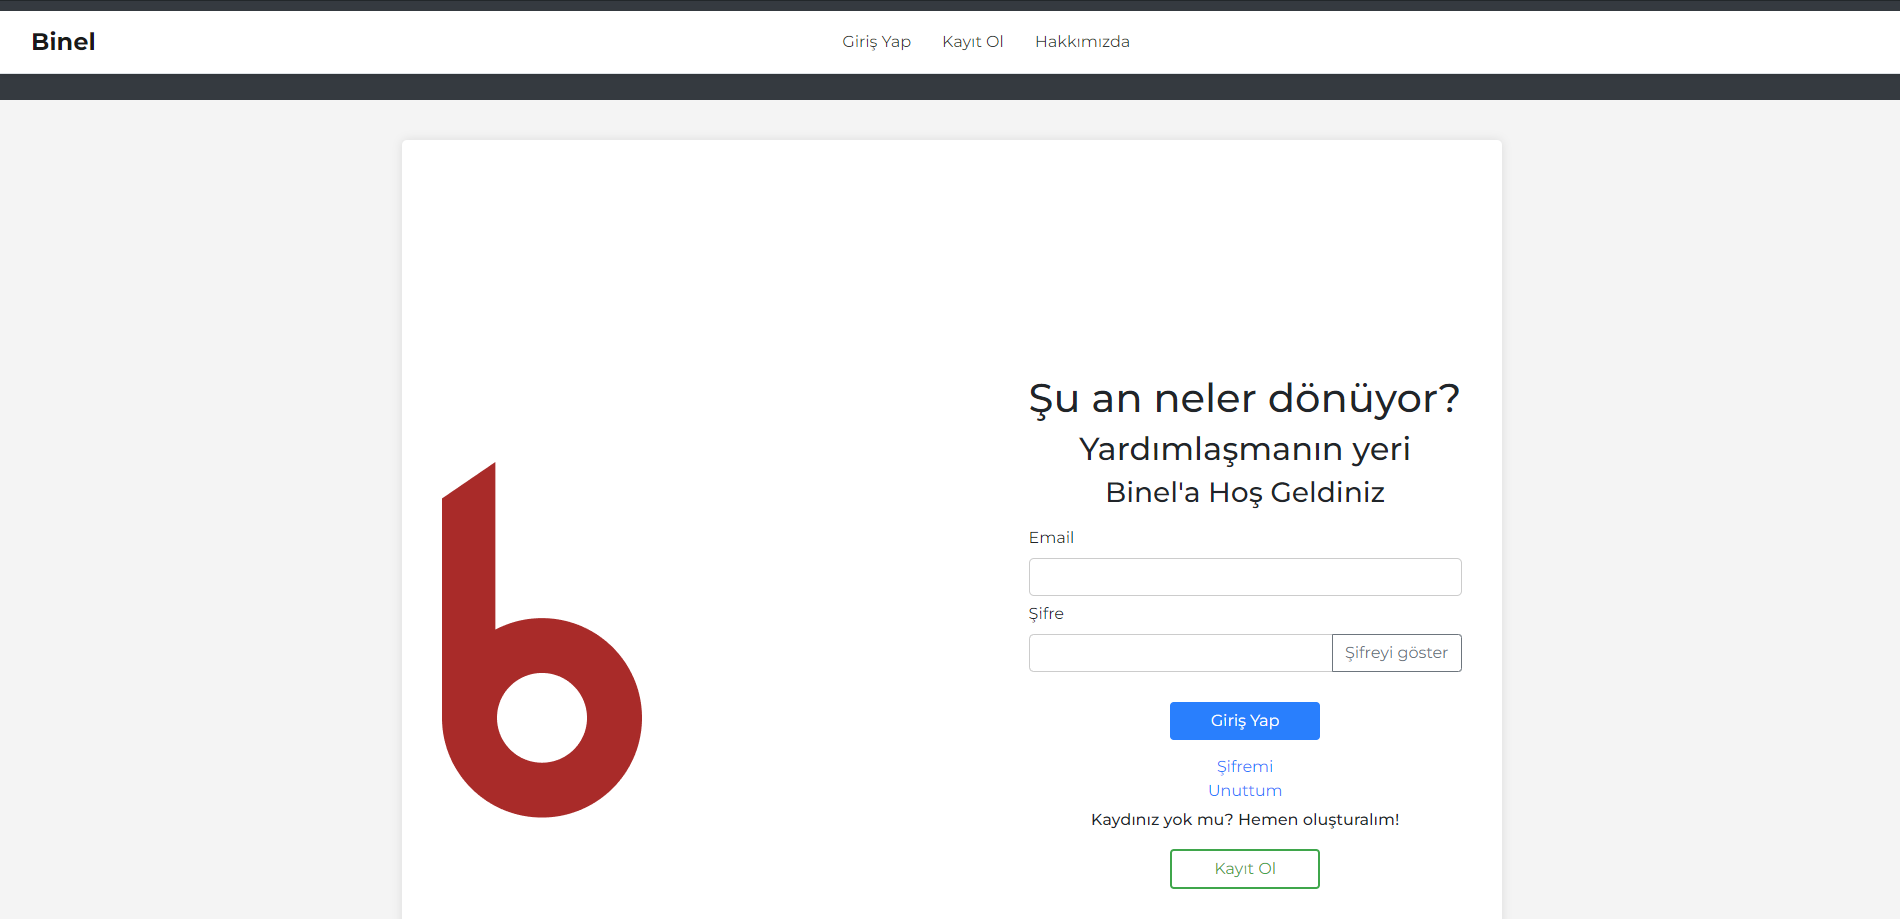 Binel
Giriş Yap
Kayıt Ol
Hakkımızda
Şu an neler dönüyor?
Yardımlaşmanın yeri
Binel'a Hoş Geldiniz
Email
Şifre
Şifreyi göster
Giriş Yap
Şifremi
Unuttum
Kaydınız yok mu? Hemen oluşturalım!
Kayıt Ol